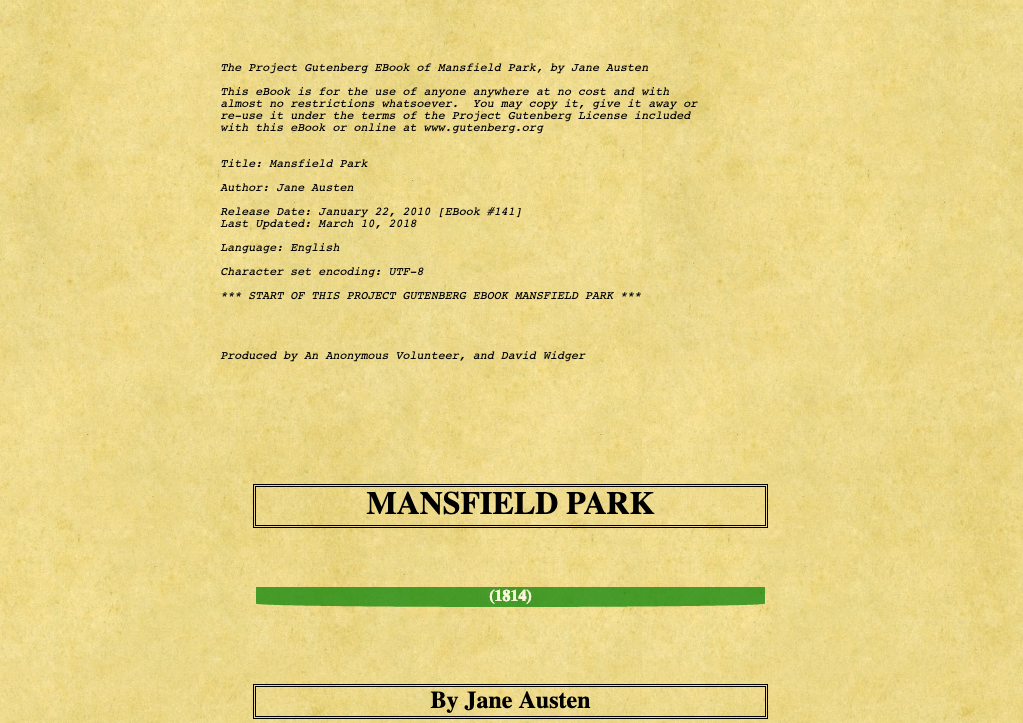 The Project Gutenberg EBook of Mansfield Park, by Jane Austen
This eBook is for the use of anyone anywhere at no cost and with
almost no restrictions whatsoever.  You may copy it, give it away or
re-use it under the terms of the Project Gutenberg License included
with this eBook or online at www.gutenberg.org
Title: Mansfield Park
Author: Jane Austen
Release Date: January 22, 2010 [EBook #141]
Last Updated: March 10, 2018
Language: English
Character set encoding: UTF-8
*** START OF THIS PROJECT GUTENBERG EBOOK MANSFIELD PARK ***
Produced by An Anonymous Volunteer, and David Widger
MANSFIELD PARK
(1814)
By Jane Austen